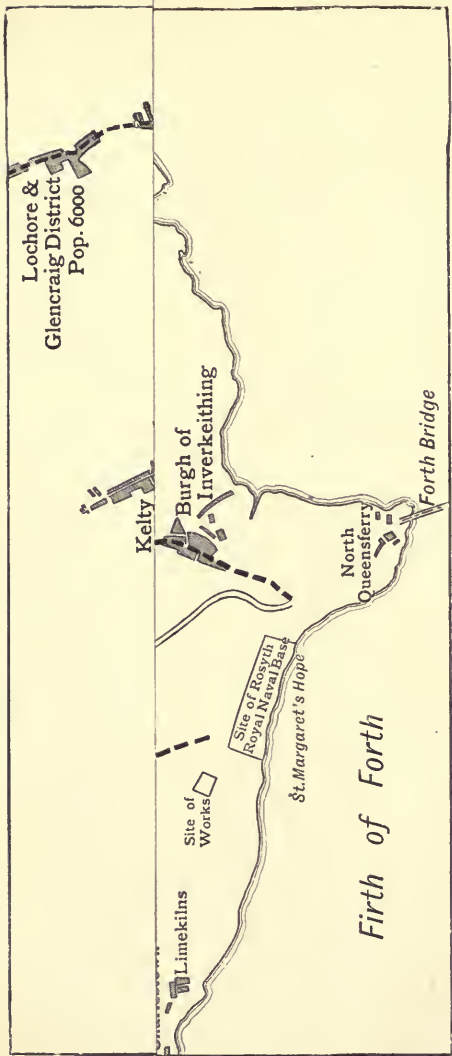 Lochore &
Glencraig District
Pop. 6000
Kelty
Burgh of
Inverkeithing
North
Queensferry
Forth Bridge
Site of Rosyth
Royal Naval Base
St. Margaret's Hope
Site of
Works
Limekilns
Firth of Forth